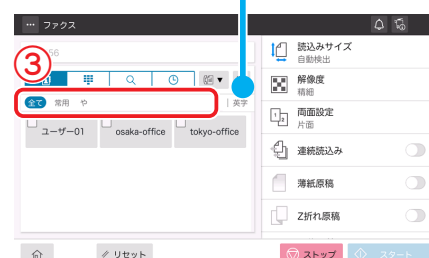 ファクス
56
③
全て 常用 や 英字
ユーザー01 osaka-office tokyo-office
読込みサイズ
自動検出
解像度
精細
両面設定
片面
連続読込み
薄紙原稿
Z折れ原稿
リセット ストップ スタート